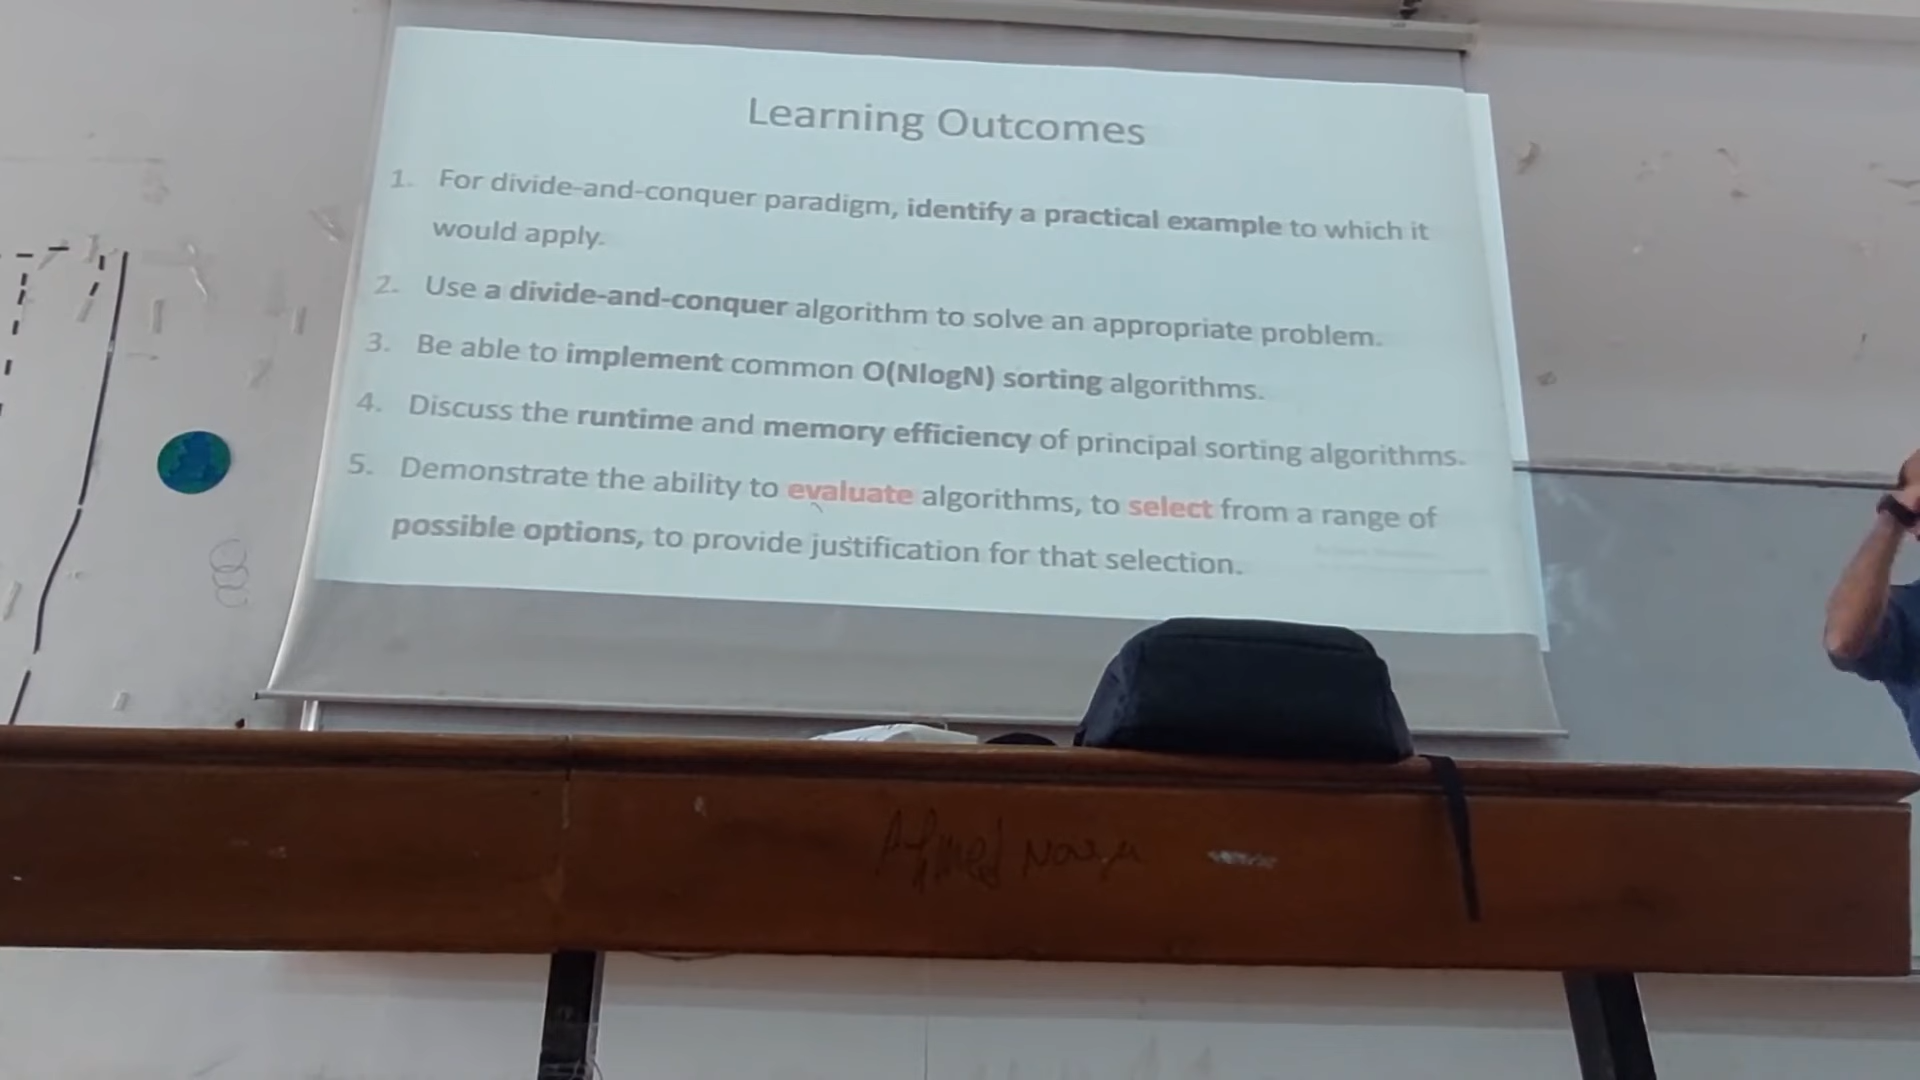 Learning Outcomes
1. For divide-and-conquer paradigm, identify a practical example to which it
would apply.
2. Use a divide-and-conquer algorithm to solve an appropriate problem.
3. Be able to implement common O(NlogN) sorting algorithms.
4. Discuss the runtime and memory efficiency of principal sorting algorithms.
5. Demonstrate the ability to evaluate algorithms, to select from a range of
possible options, to provide justification for that selection.